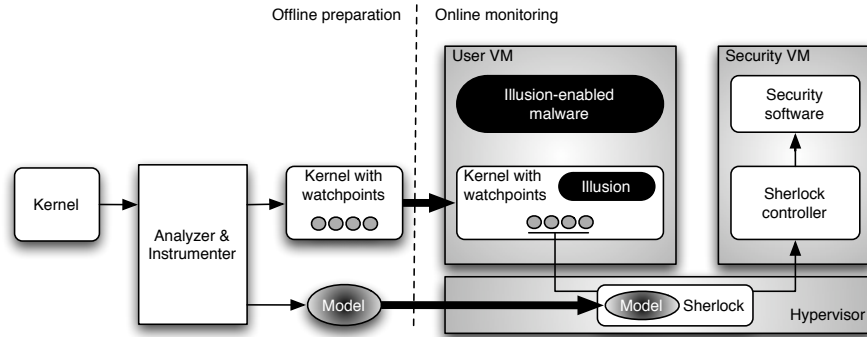 Offline preparation
Online monitoring
User VM
Security VM
Illusion-enabled
malware
Security
software
Kernel
Analyzer &
Instrumenter
Kernel with
watchpoints
Kernel with
watchpoints
Illusion
Sherlock
controller
Model
Model
Sherlock
Hypervisor